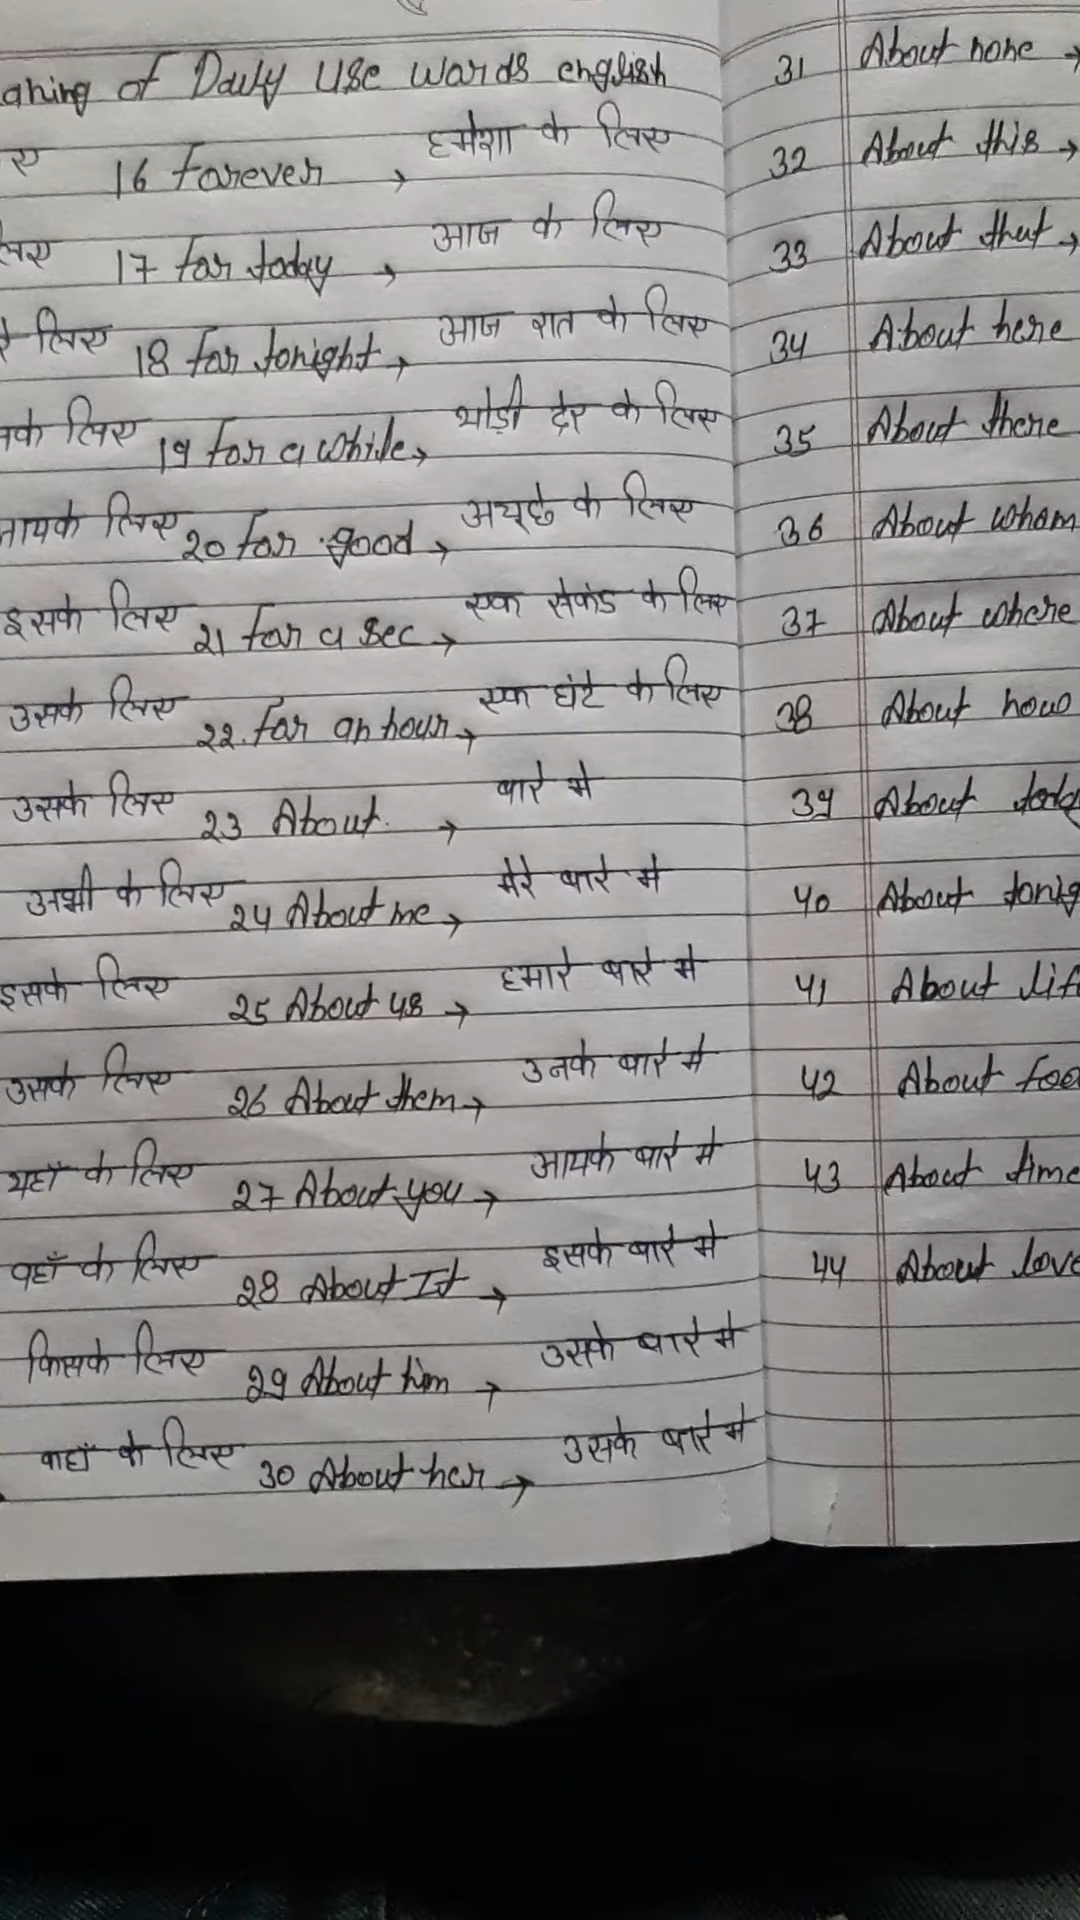 aning of Daily Use words english
ए 16 forever → हमेशा के लिए
लिए 17 for today → आज के लिए
लिए 18 for tonight → आज रात के लिए
के लिए 19 for a while → थोड़ी देर के लिए
के लिए 20 for good → अच्छे के लिए
इसके लिए 21 for a sec → एक सेकंड के लिए
उसके लिए 22. for an hour → एक घंटे के लिए
उसके लिए 23 About. → बारे मे
अभी के लिए 24 About me → मेरे बारे मे
इसके लिए 25 About us → हमारे बारे मे
उसके लिए 26 About them → उनके बारे मे
यहाँ के लिए 27 About you → आपके बारे मे
वहाँ के लिए 28 About It → इसके बारे मे
किसके लिए 29 About him → उसके बारे मे
कहाँ के लिए 30 About her → उसके बारे मे
31 About none →
32 About this →
33 About that →
34 About here
35 About there
36 About whom
37 About where
38 About how
39 About toda
40 About tonig
41 About lif
42 About foo
43 About time
44 About love